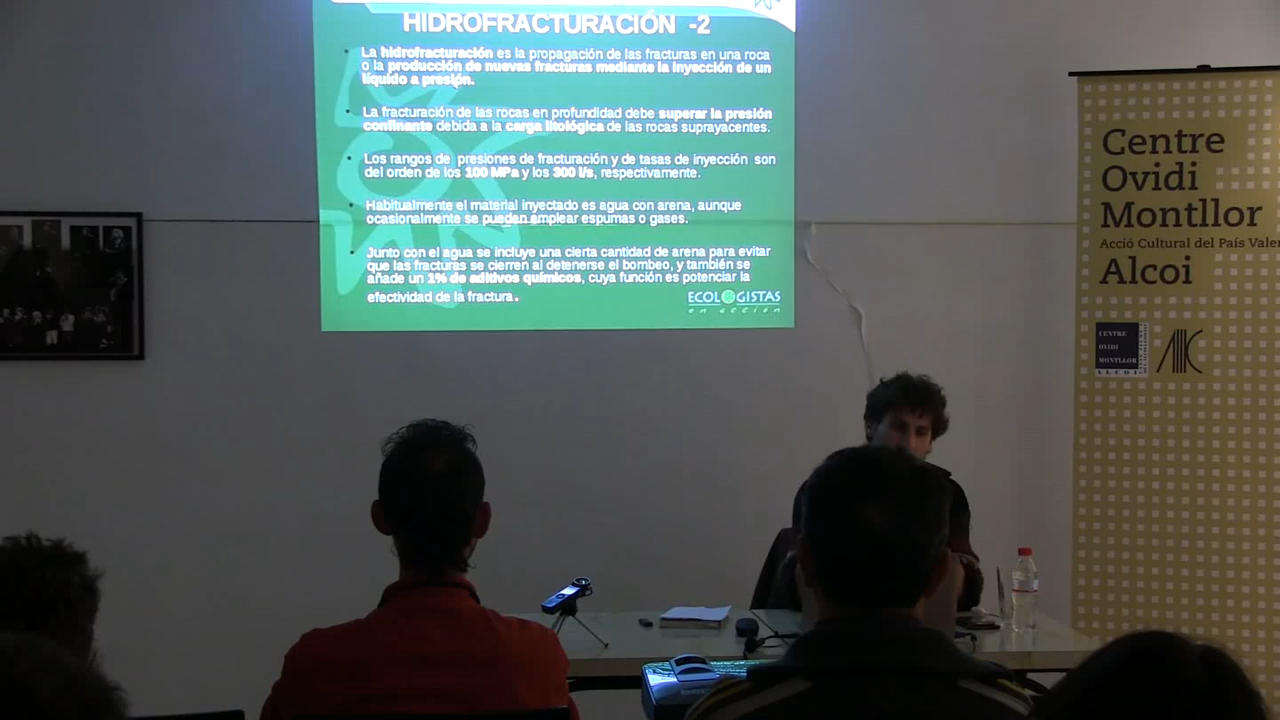 HIDROFRACTURACIÓN -2
• La hidrofracturación es la propagación de las fracturas en una roca
o la producción de nuevas fracturas mediante la inyección de un
líquido a presión.
• La fracturación de las rocas en profundidad debe superar la presión
confinante debida a la carga litológica de las rocas suprayacentes.
• Los rangos de presiones de fracturación y de tasas de inyección son
del orden de los 100 MPa y los 300 l/s, respectivamente.
• Habitualmente el material inyectado es agua con arena, aunque
ocasionalmente se pueden emplear espumas o gases.
• Junto con el agua se incluye una cierta cantidad de arena para evitar
que las fracturas se cierren al detenerse el bombeo, y también se
añade un 1% de aditivos químicos, cuya función es potenciar la
efectividad de la fractura.
ECOLOGISTAS
en acción
Centre
Ovidi
Montllor
Acció Cultural del País Vale
Alcoi
CENTRE
OVIDI
MONTLLOR
ALCOI